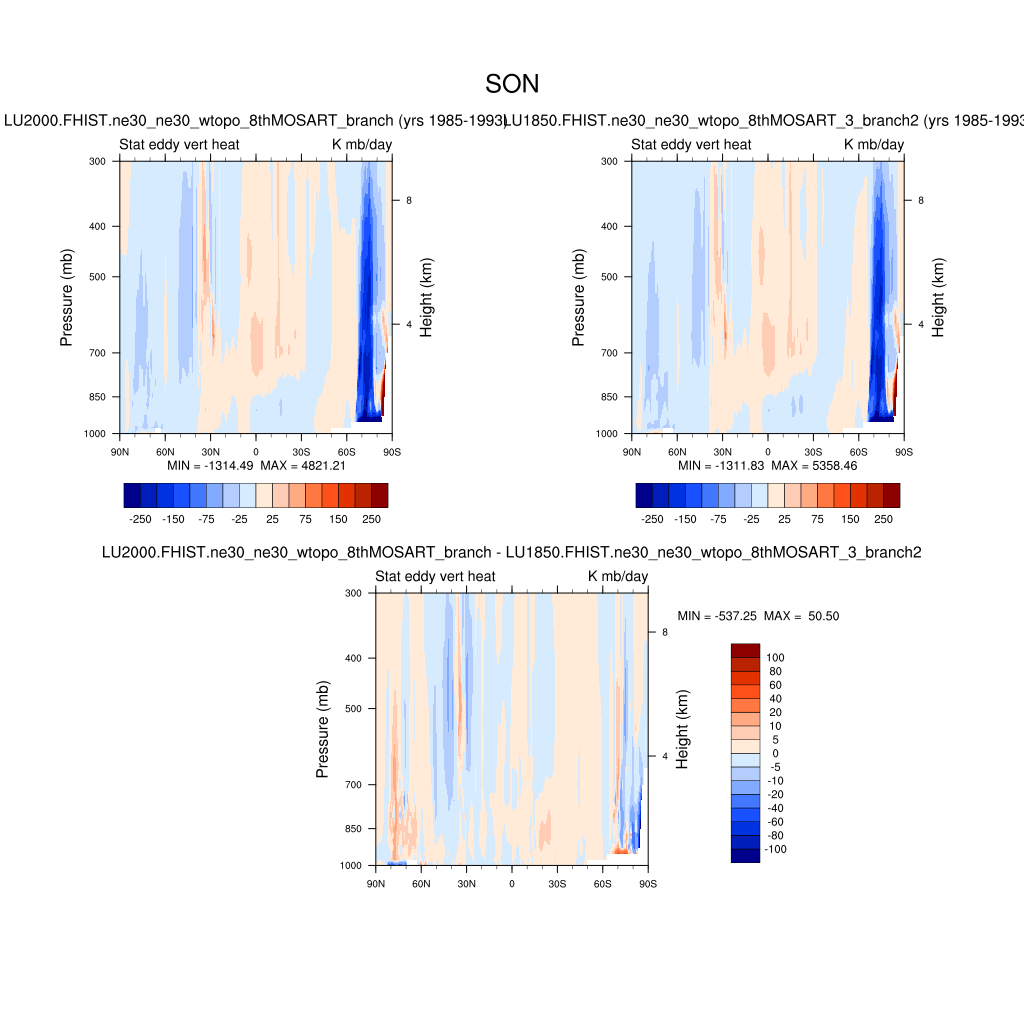 SON
LU2000.FHIST.ne30_ne30_wtopo_8thMOSART_branch (yrs 1985-1993)
LU1850.FHIST.ne30_ne30_wtopo_8thMOSART_3_branch2 (yrs 1985-1993
Stat eddy vert heat K mb/day
Stat eddy vert heat K mb/day
Pressure (mb)
300
400
500
700
850
1000
8
4
Height (km)
90N 60N 30N 0 30S 60S 90S
MIN = -1314.49 MAX = 4821.21
-250 -150 -75 -25 25 75 150 250
Pressure (mb)
300
400
500
700
850
1000
8
4
Height (km)
90N 60N 30N 0 30S 60S 90S
MIN = -1311.83 MAX = 5358.46
-250 -150 -75 -25 25 75 150 250
LU2000.FHIST.ne30_ne30_wtopo_8thMOSART_branch - LU1850.FHIST.ne30_ne30_wtopo_8thMOSART_3_branch2
Stat eddy vert heat K mb/day
Pressure (mb)
300
400
500
700
850
1000
8
4
Height (km)
90N 60N 30N 0 30S 60S 90S
MIN = -537.25 MAX = 50.50
100
80
60
40
20
10
5
0
-5
-10
-20
-40
-60
-80
-100